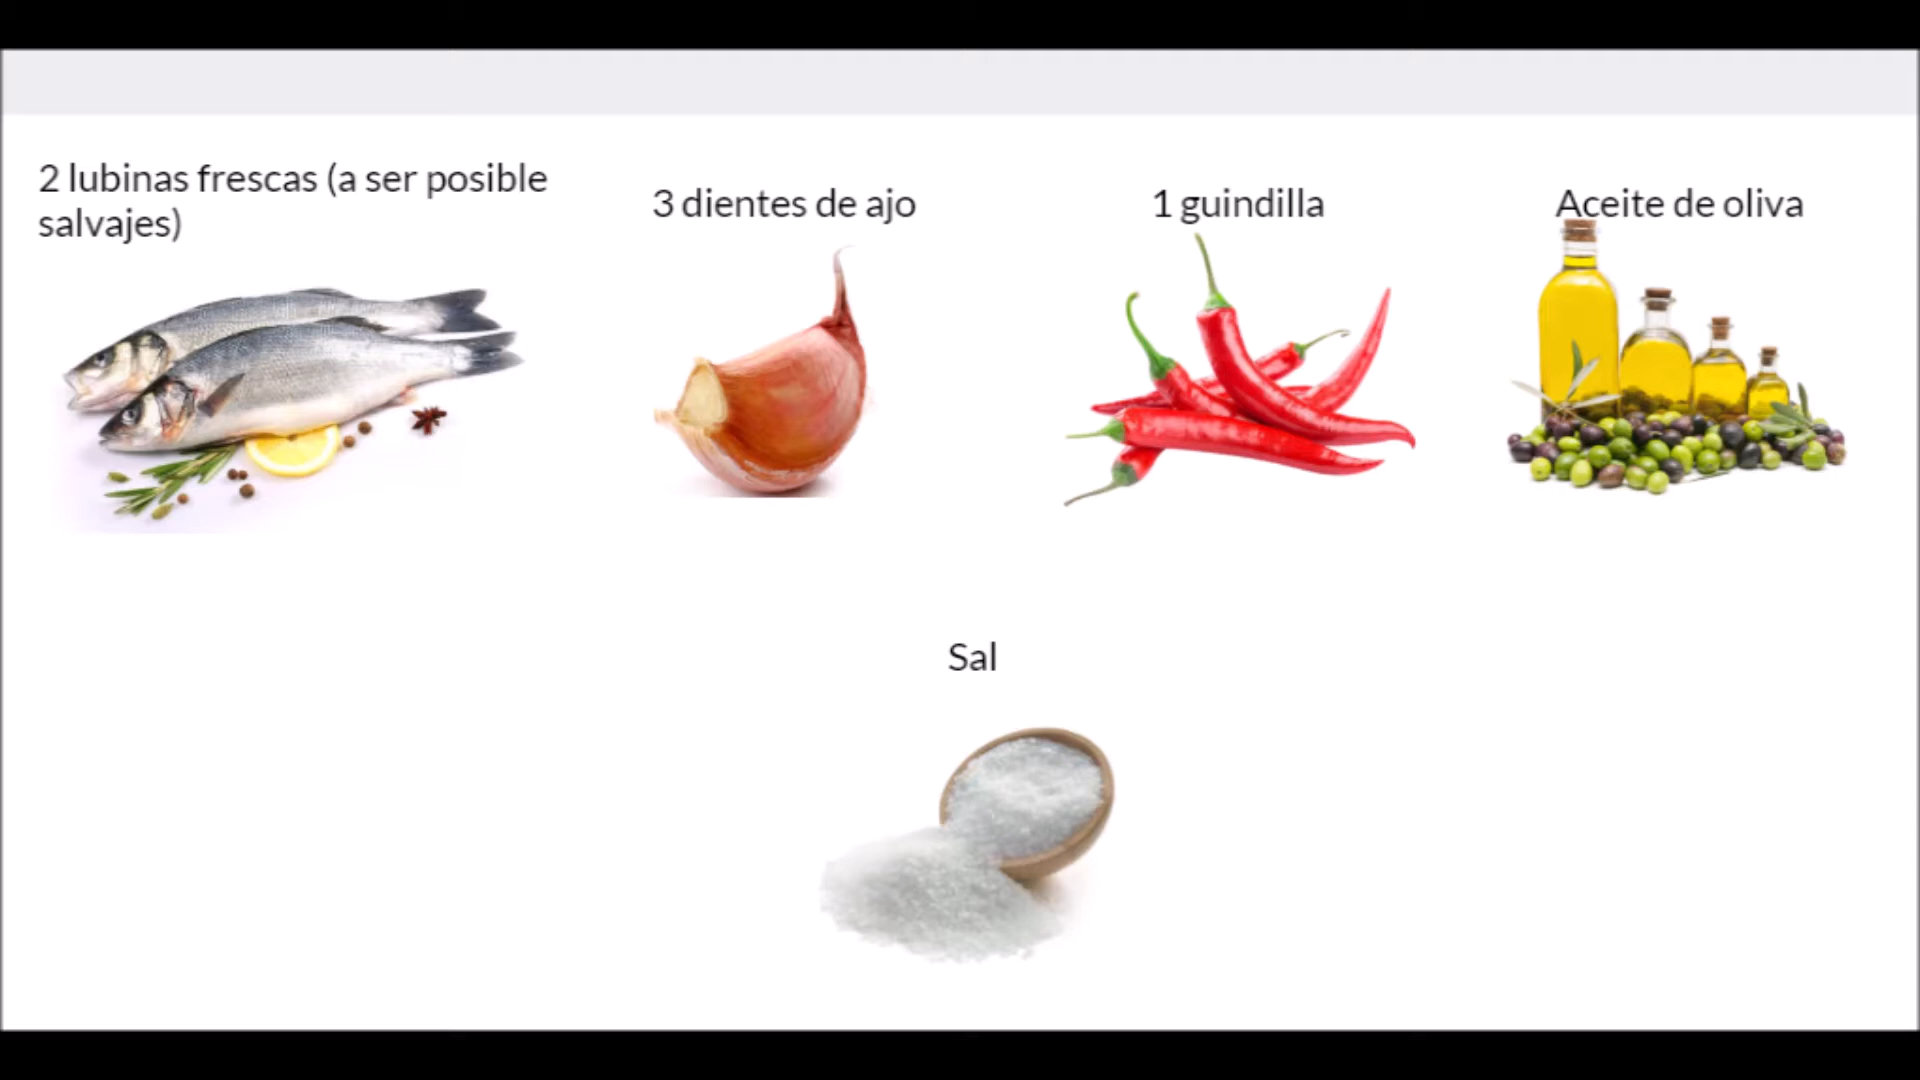 2 lubinas frescas (a ser posible
salvajes)
3 dientes de ajo
1 guindilla
Aceite de oliva
Sal